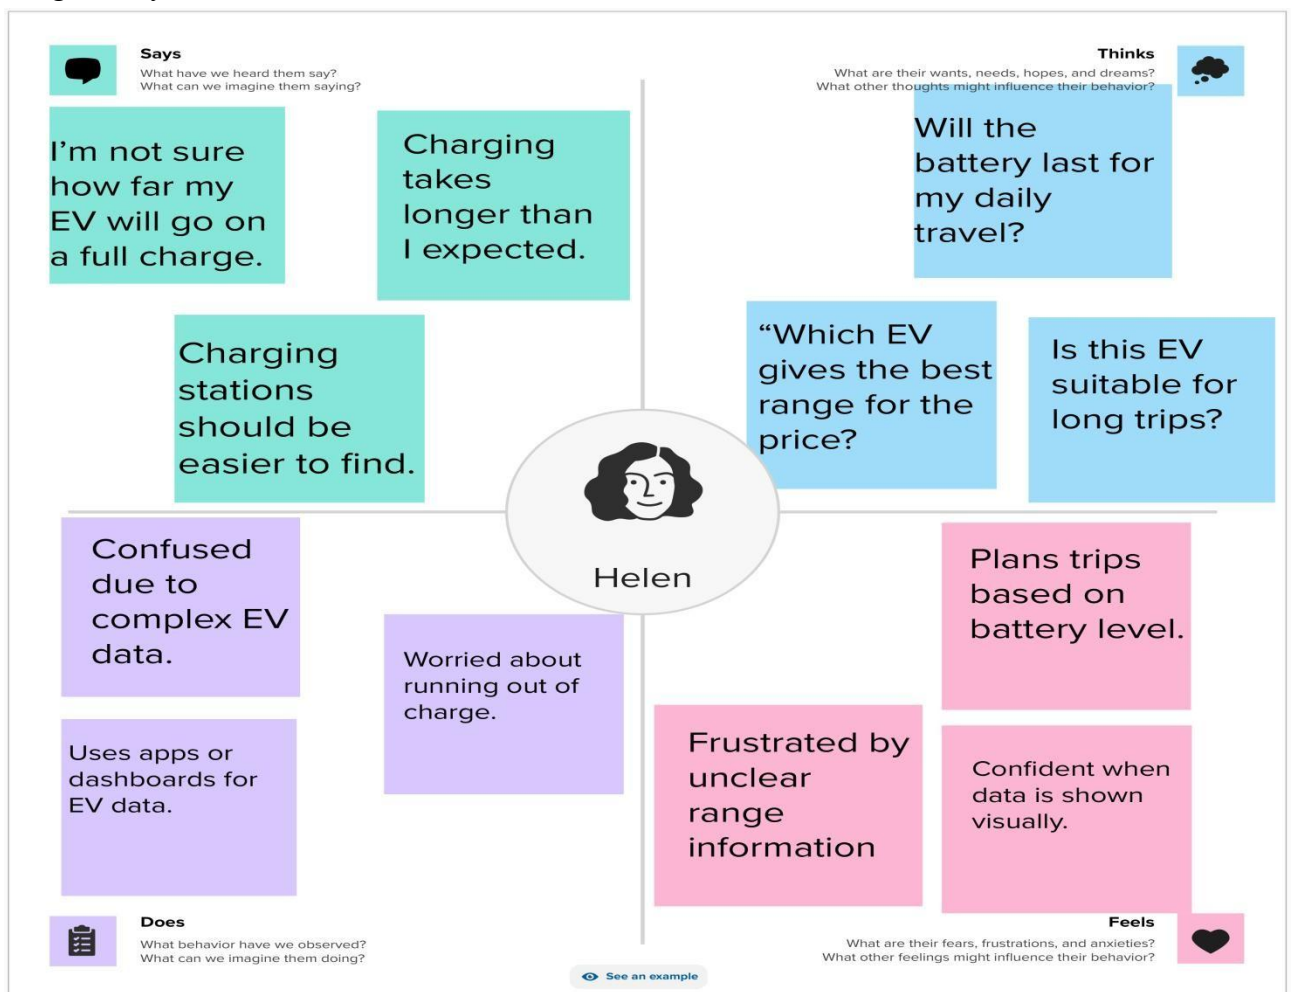 Says
What have we heard them say?
What can we imagine them saying?
I’m not sure
how far my
EV will go on
a full charge.
Charging
takes
longer than
I expected.
Charging
stations
should be
easier to find.
Thinks
What are their wants, needs, hopes, and dreams?
What other thoughts might influence their behavior?
Will the
battery last for
my daily
travel?
“Which EV
gives the best
range for the
price?
Is this EV
suitable for
long trips?
Helen
Confused
due to
complex EV
data.
Worried about
running out of
charge.
Uses apps or
dashboards for
EV data.
Does
What behavior have we observed?
What can we imagine them doing?
Plans trips
based on
battery level.
Frustrated by
unclear
range
information
Confident when
data is shown
visually.
Feels
What are their fears, frustrations, and anxieties?
What other feelings might influence their behavior?
See an example